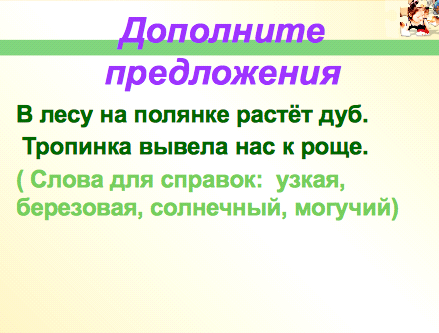 Дополните
предложения
В лесу на полянке растёт дуб.
Тропинка вывела нас к роще.
( Слова для справок: узкая,
березовая, солнечный, могучий)